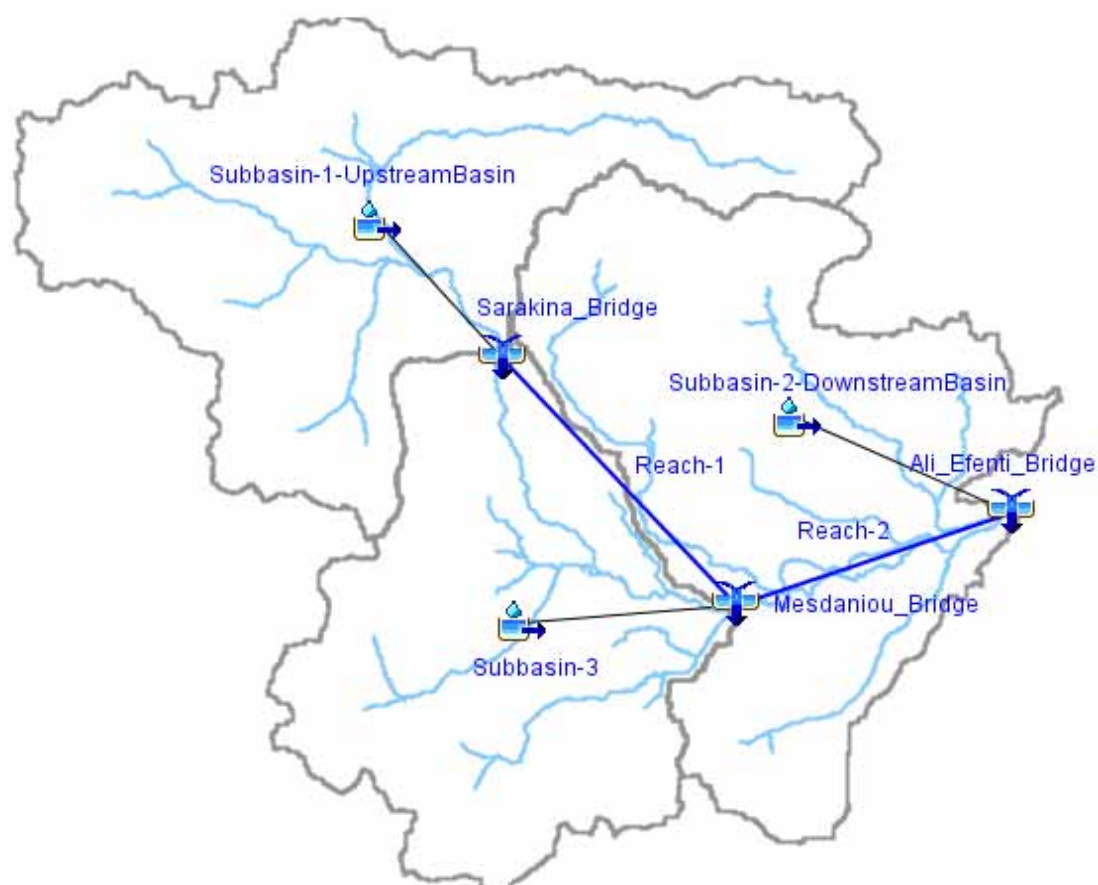 Subbasin-1-UpstreamBasin
Sarakina_Bridge
Subbasin-2-DownstreamBasin
Reach-1
Ali_Efenti_Bridge
Reach-2
Mesdaniou_Bridge
Subbasin-3